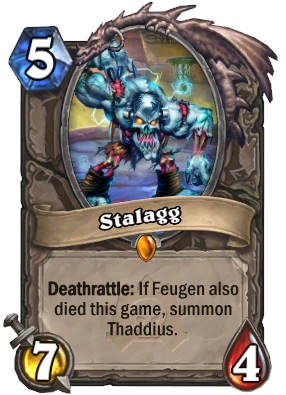 5
Stalagg
Deathrattle: If Feugen also
died this game, summon
Thaddius.
7
4